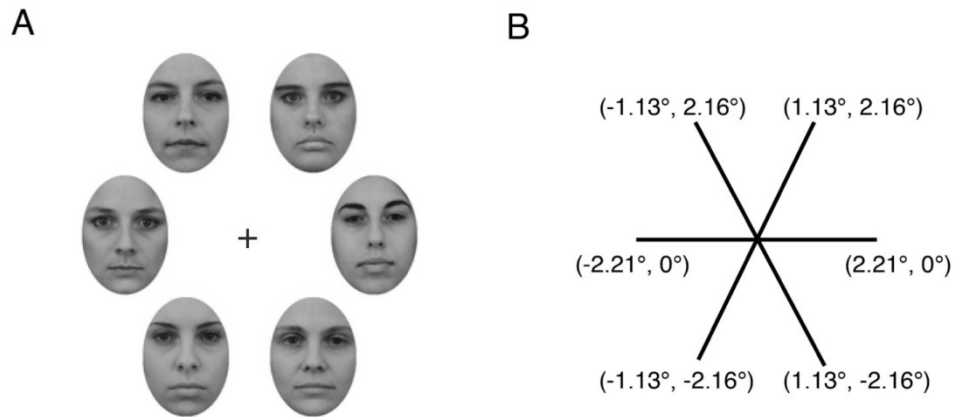 A
B
+
(-1.13°, 2.16°) (1.13°, 2.16°)
(-2.21°, 0°) (2.21°, 0°)
(-1.13°, -2.16°) (1.13°, -2.16°)